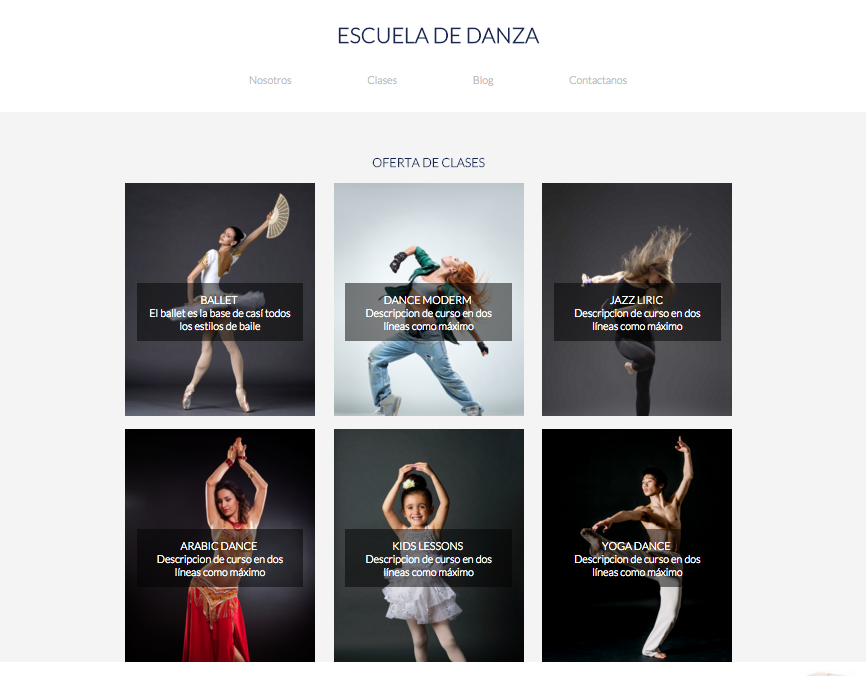 ESCUELA DE DANZA
Nosotros
Clases
Blog
Contactanos
OFERTA DE CLASES
BALLET
El ballet es la base de casí todos
los estilos de baile
DANCE MODERM
Descripcion de curso en dos
líneas como máximo
JAZZ LIRIC
Descripcion de curso en dos
líneas como máximo
ARABIC DANCE
Descripcion de curso en dos
líneas como máximo
KIDS LESSONS
Descripcion de curso en dos
líneas como máximo
YOGA DANCE
Descripcion de curso en dos
líneas como máximo